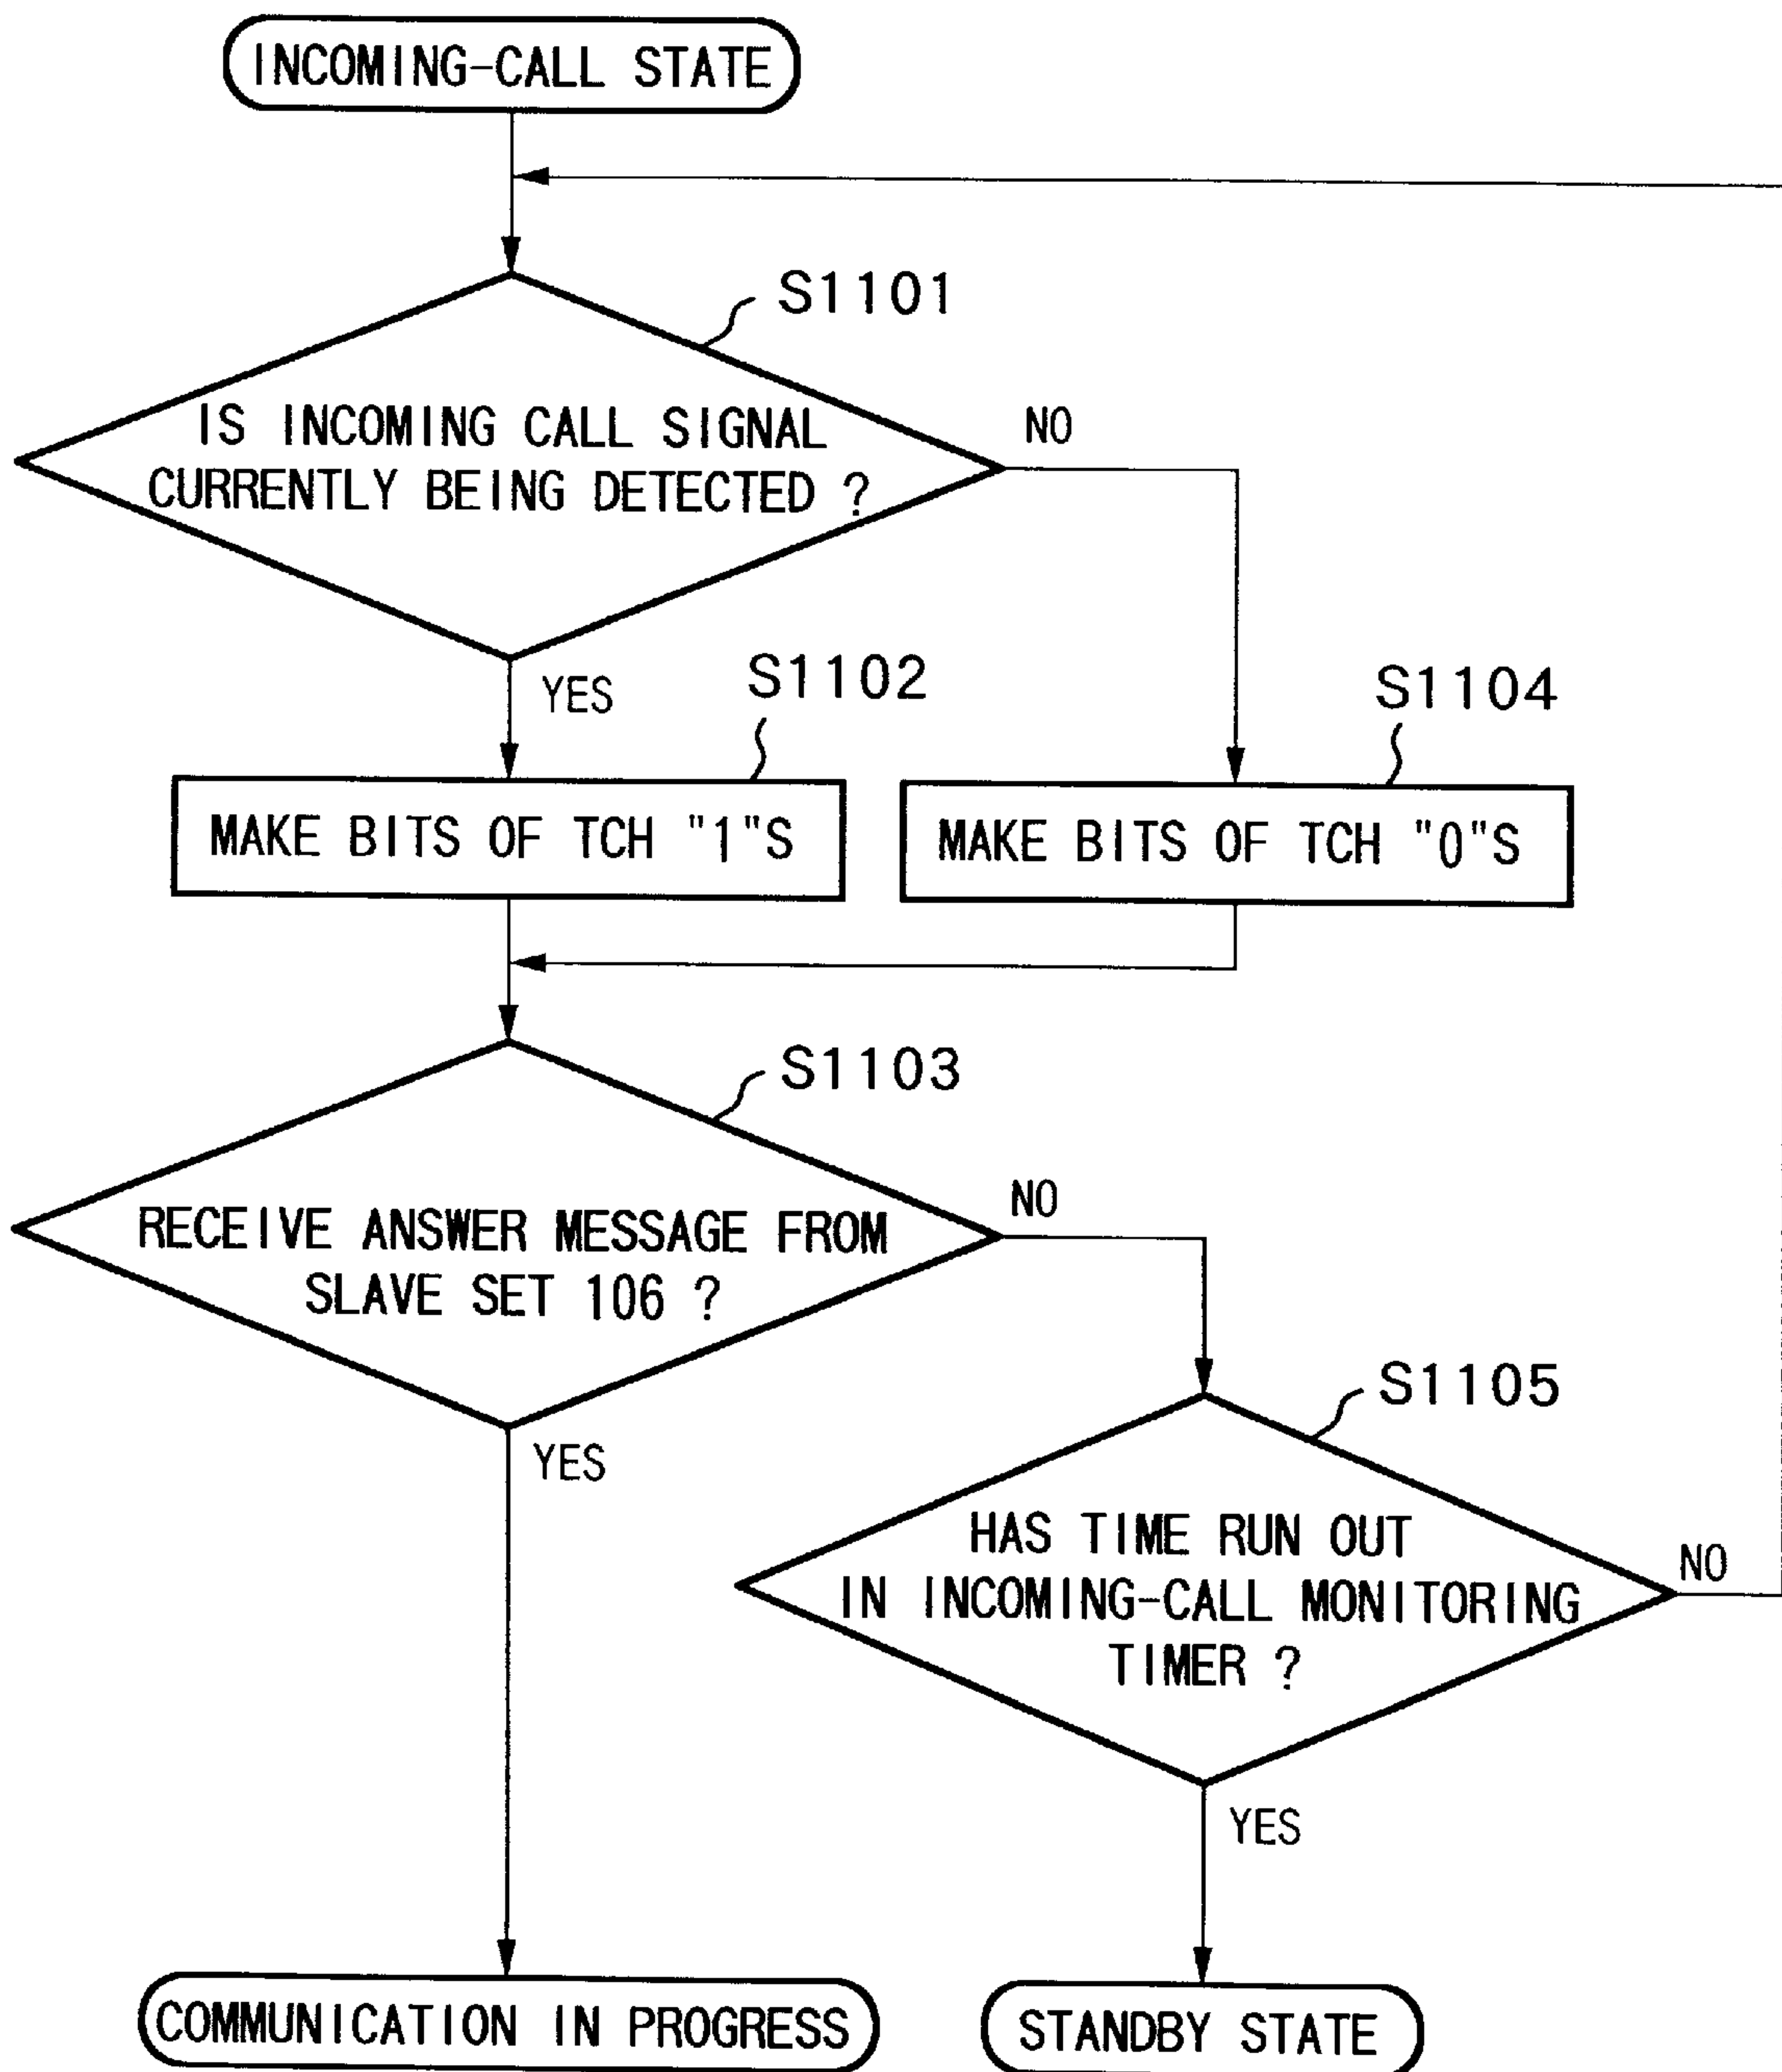 INCOMING-CALL STATE
S1101
IS INCOMING CALL SIGNAL
CURRENTLY BEING DETECTED ?
NO
YES
S1102
S1104
MAKE BITS OF TCH "1"S
MAKE BITS OF TCH "0"S
S1103
RECEIVE ANSWER MESSAGE FROM
SLAVE SET 106 ?
NO
YES
S1105
HAS TIME RUN OUT
IN INCOMING-CALL MONITORING
TIMER ?
NO
YES
COMMUNICATION IN PROGRESS
STANDBY STATE